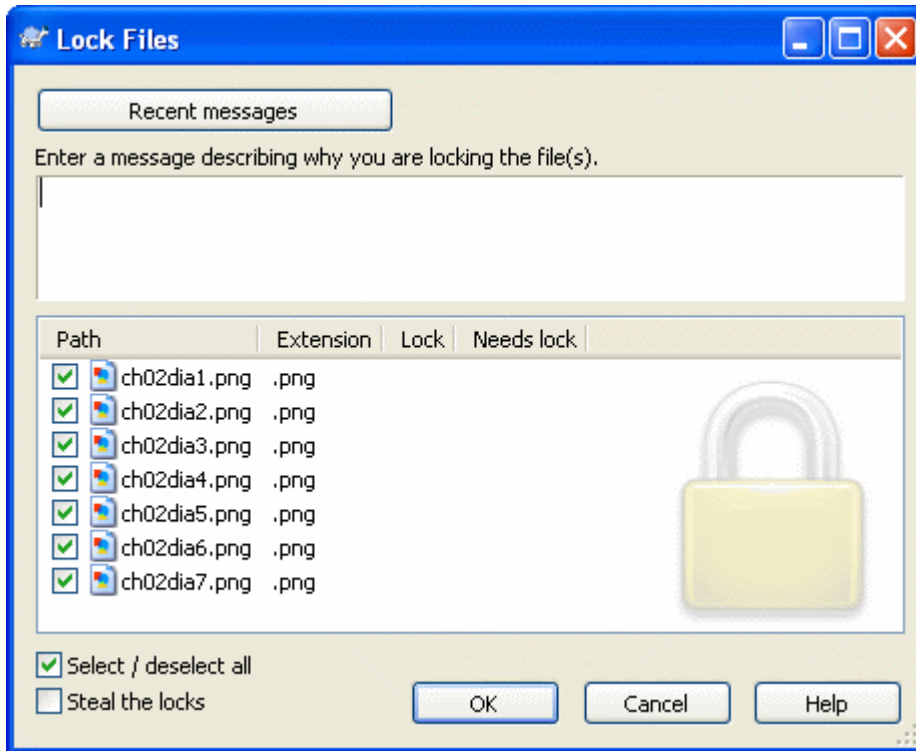 Lock Files
Recent messages
Enter a message describing why you are locking the file(s).
Path Extension Lock Needs lock
ch02dia1.png .png
ch02dia2.png .png
ch02dia3.png .png
ch02dia4.png .png
ch02dia5.png .png
ch02dia6.png .png
ch02dia7.png .png
Select / deselect all
Steal the locks OK Cancel Help